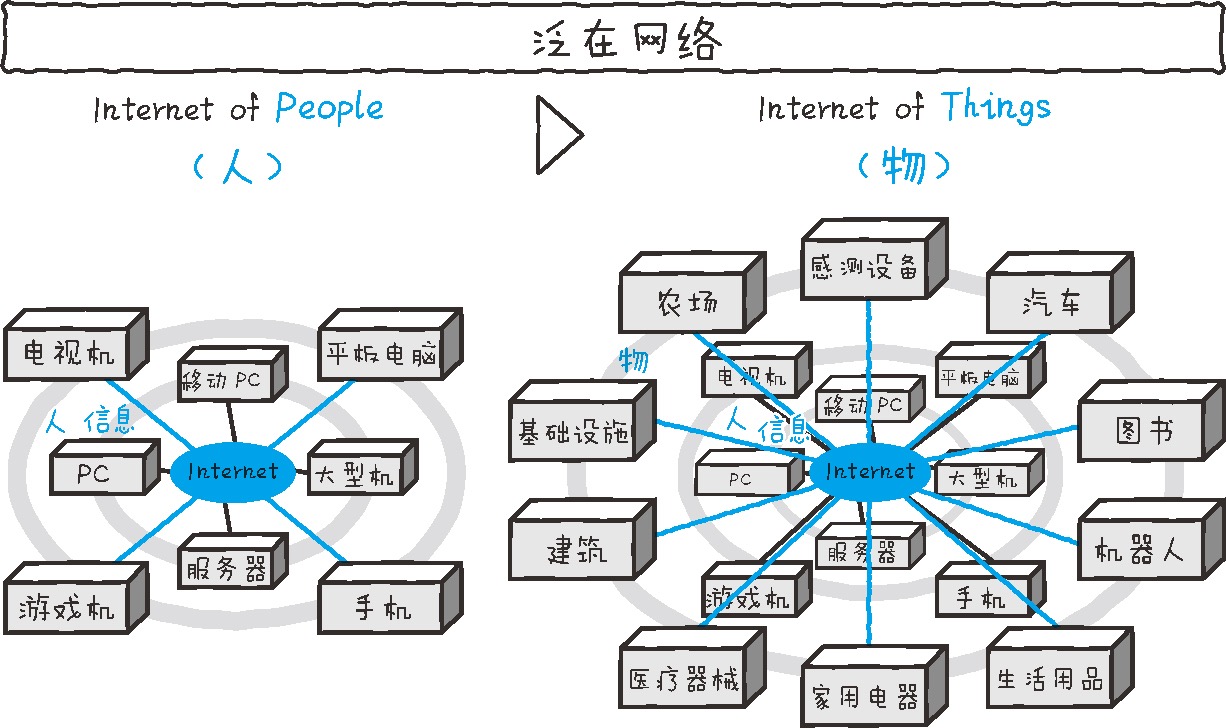 泛在网络
Internet of People
（人）
Internet of Things
（物）
电视机
平板电脑
移动 PC
人 信息
PC
Internet
大型机
服务器
游戏机
手机
感测设备
农场
汽车
物
电视机
平板电脑
移动 PC
基础设施
人 信息
图书
PC
Internet
大型机
建筑
服务器
机器人
游戏机
手机
医疗器械
家用电器
生活用品